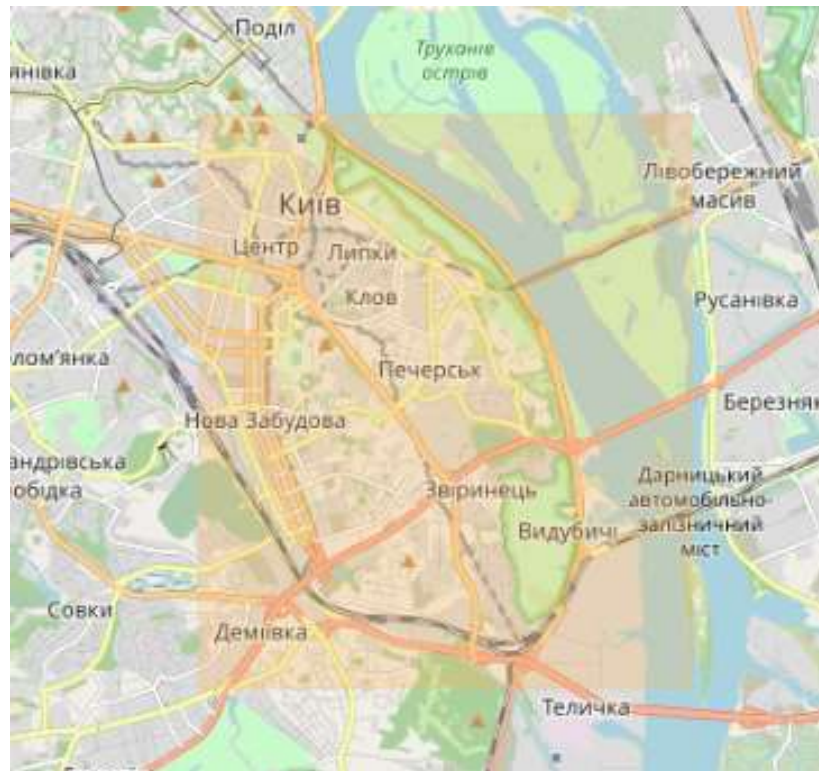 Поділ
Труханів
острів
янівка
Лівобережний
масив
Київ
Центр
Липки
Клов
Русанівка
лом'янка
Печерськ
Березняк
Нова Забудова
андрівська
обідка
Звіринець
Дарницький
автомобільно-
залізничний
міст
Видубичі
Совки
Деміївка
Теличка